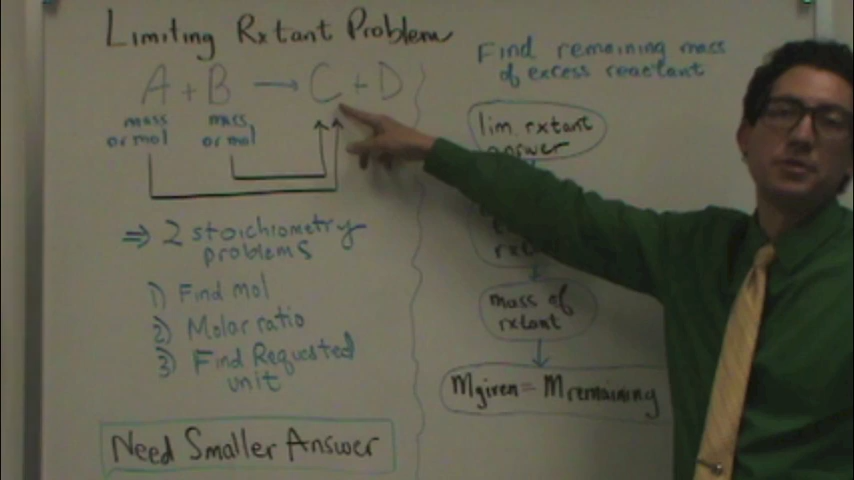 Limiting Rxtant Problem
A + B → C + D
mass mass
or mol or mol
⇒ 2 stoichiometry
problems
1) Find mol
2) Molar ratio
3) Find Requested
unit
Need Smaller Answer
Find remaining mass
of excess reactant
lim. rxtant
answer
mass of
rxtant
Mgiven = Mremaining